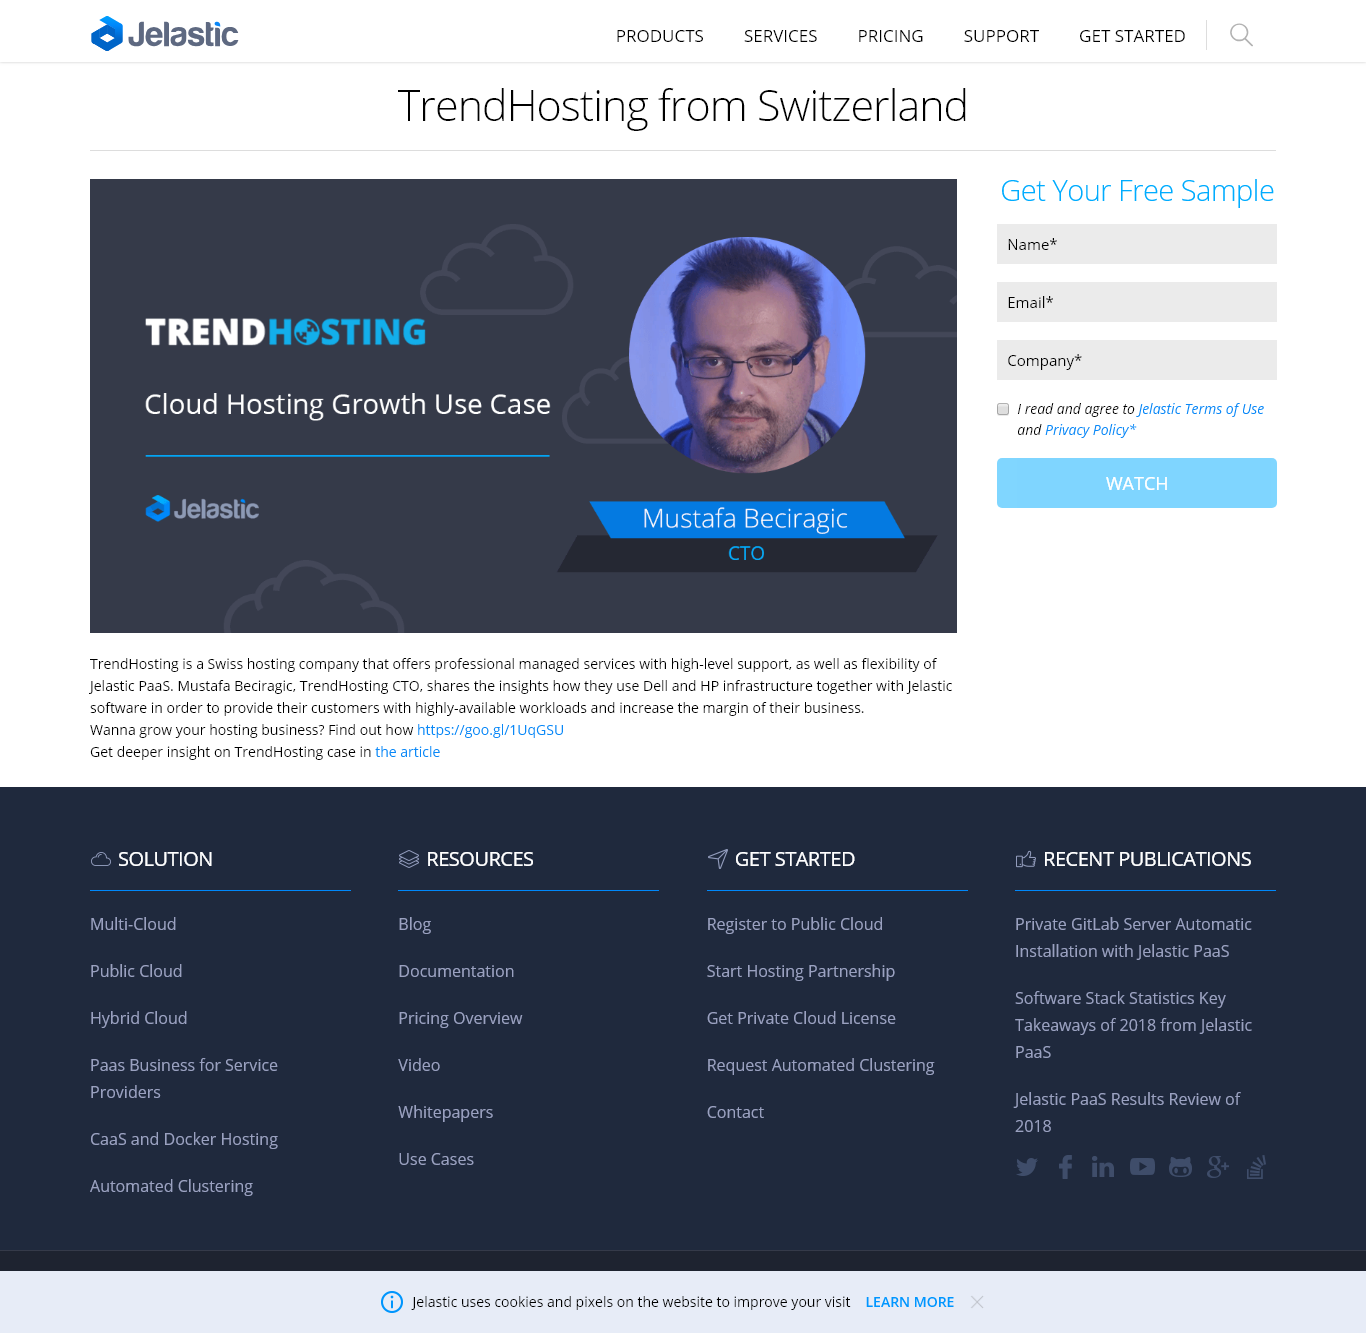 Jelastic
PRODUCTS
SERVICES
PRICING
SUPPORT
GET STARTED
TrendHosting from Switzerland
TRENDHOSTING
Cloud Hosting Growth Use Case
Jelastic
Mustafa Beciragic
CTO
Get Your Free Sample
Name*
Email*
Company*
I read and agree to Jelastic Terms of Use
and Privacy Policy*
WATCH
TrendHosting is a Swiss hosting company that offers professional managed services with high-level support, as well as flexibility of
Jelastic PaaS. Mustafa Beciragic, TrendHosting CTO, shares the insights how they use Dell and HP infrastructure together with Jelastic
software in order to provide their customers with highly-available workloads and increase the margin of their business.
Wanna grow your hosting business? Find out how https://goo.gl/1UqGSU
Get deeper insight on TrendHosting case in the article
SOLUTION
Multi-Cloud
Public Cloud
Hybrid Cloud
Paas Business for Service
Providers
CaaS and Docker Hosting
Automated Clustering
RESOURCES
Blog
Documentation
Pricing Overview
Video
Whitepapers
Use Cases
GET STARTED
Register to Public Cloud
Start Hosting Partnership
Get Private Cloud License
Request Automated Clustering
Contact
RECENT PUBLICATIONS
Private GitLab Server Automatic
Installation with Jelastic PaaS
Software Stack Statistics Key
Takeaways of 2018 from Jelastic
PaaS
Jelastic PaaS Results Review of
2018
Jelastic uses cookies and pixels on the website to improve your visit LEARN MORE